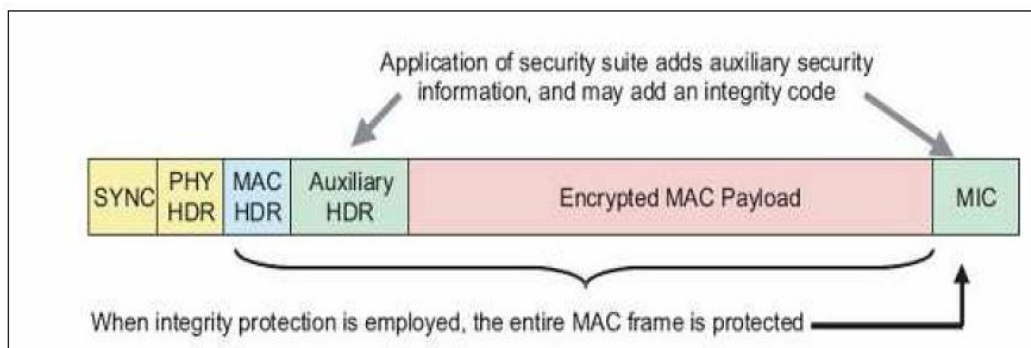 Application of security suite adds auxiliary security
information, and may add an integrity code
SYNC
PHY
HDR
MAC
HDR
Auxiliary
HDR
Encrypted MAC Payload
MIC
When integrity protection is employed, the entire MAC frame is protected